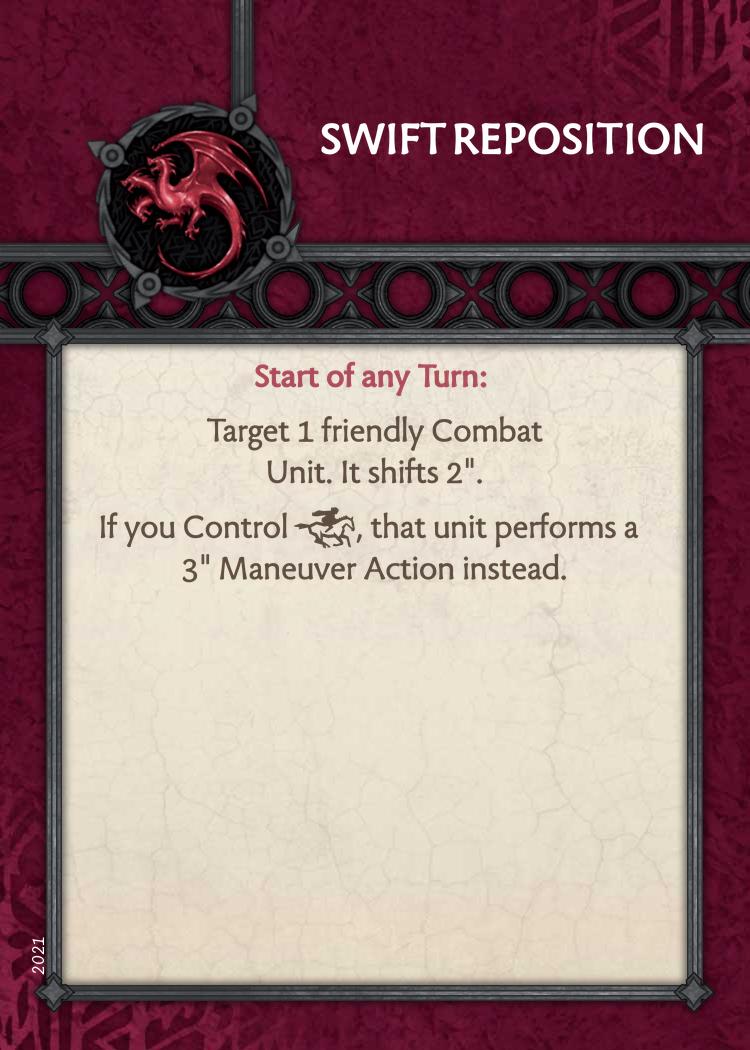 SWIFT REPOSITION
Start of any Turn:
Target 1 friendly Combat
Unit. It shifts 2".
If you Control , that unit performs a
3" Maneuver Action instead.
2021